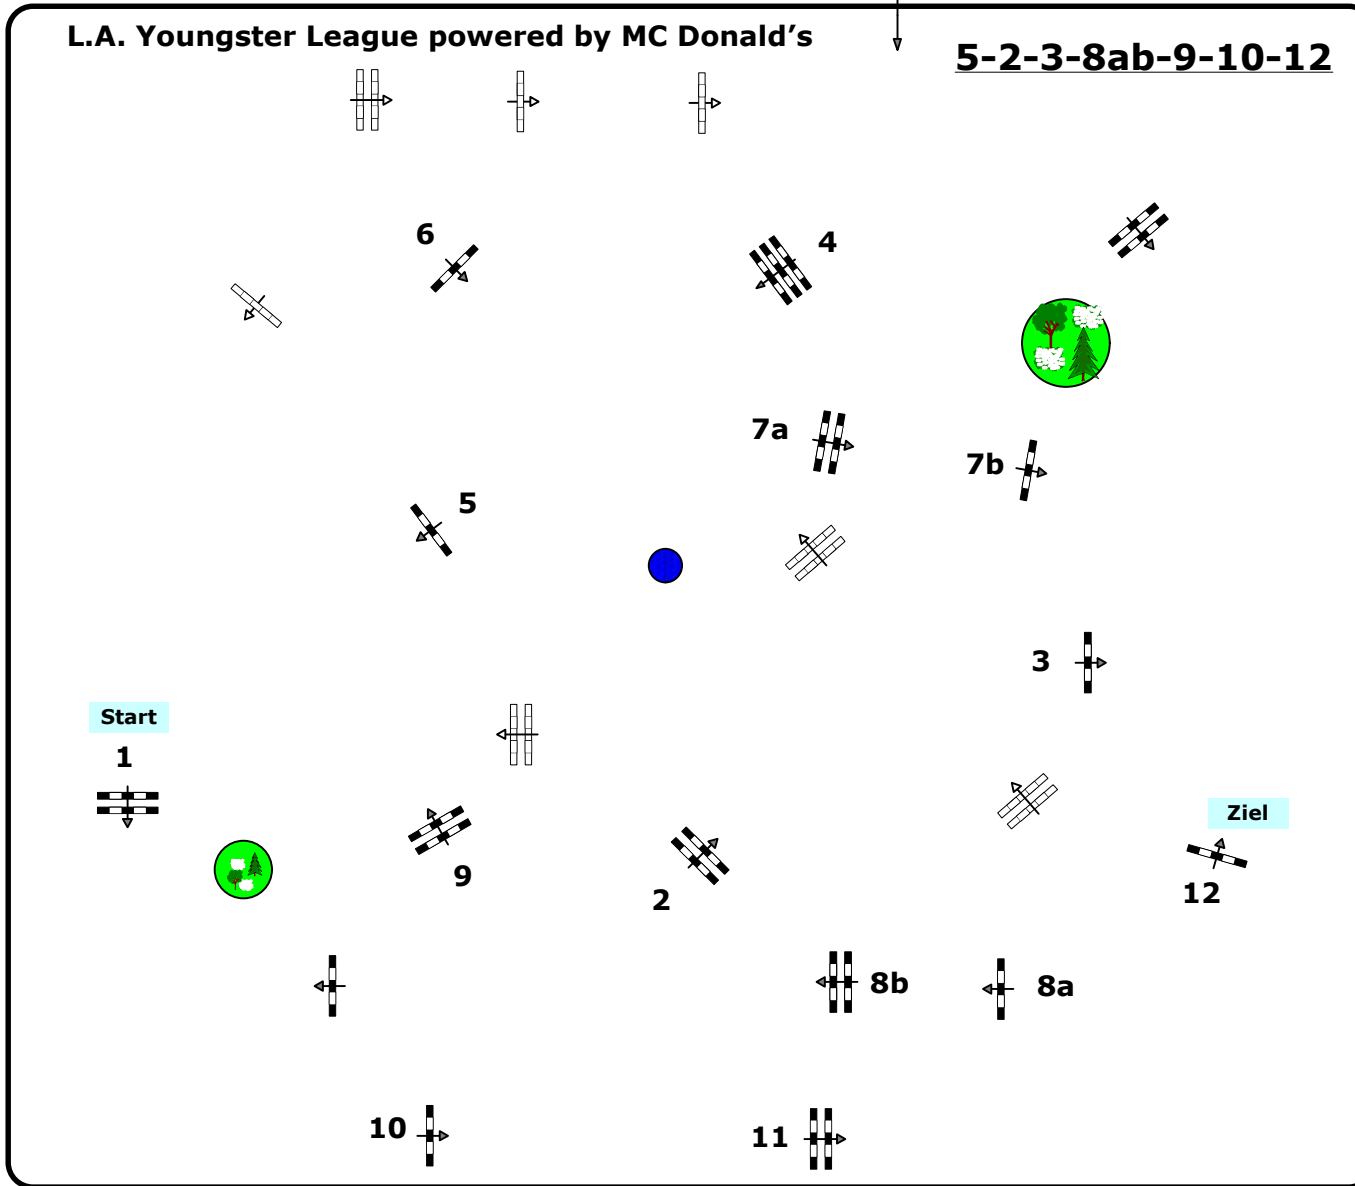 L.A. Youngster League powered by MC Donald's
5-2-3-8ab-9-10-12
6
4
7a
7b
5
3
Start
1
Ziel
9
2
12
8b
8a
10
11